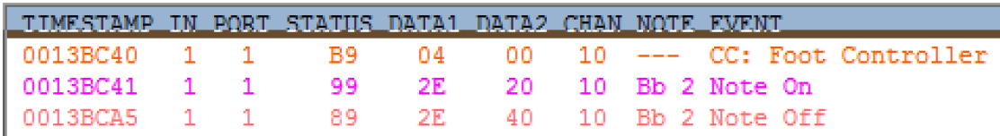 TIMESTAMP IN PORT STATUS DATA1 DATA2 CHAN NOTE EVENT
0013BC40 1 1 B9 04 00 10 --- CC: Foot Controller
0013BC41 1 1 99 2E 20 10 Bb 2 Note On
0013BCA5 1 1 89 2E 40 10 Bb 2 Note Off